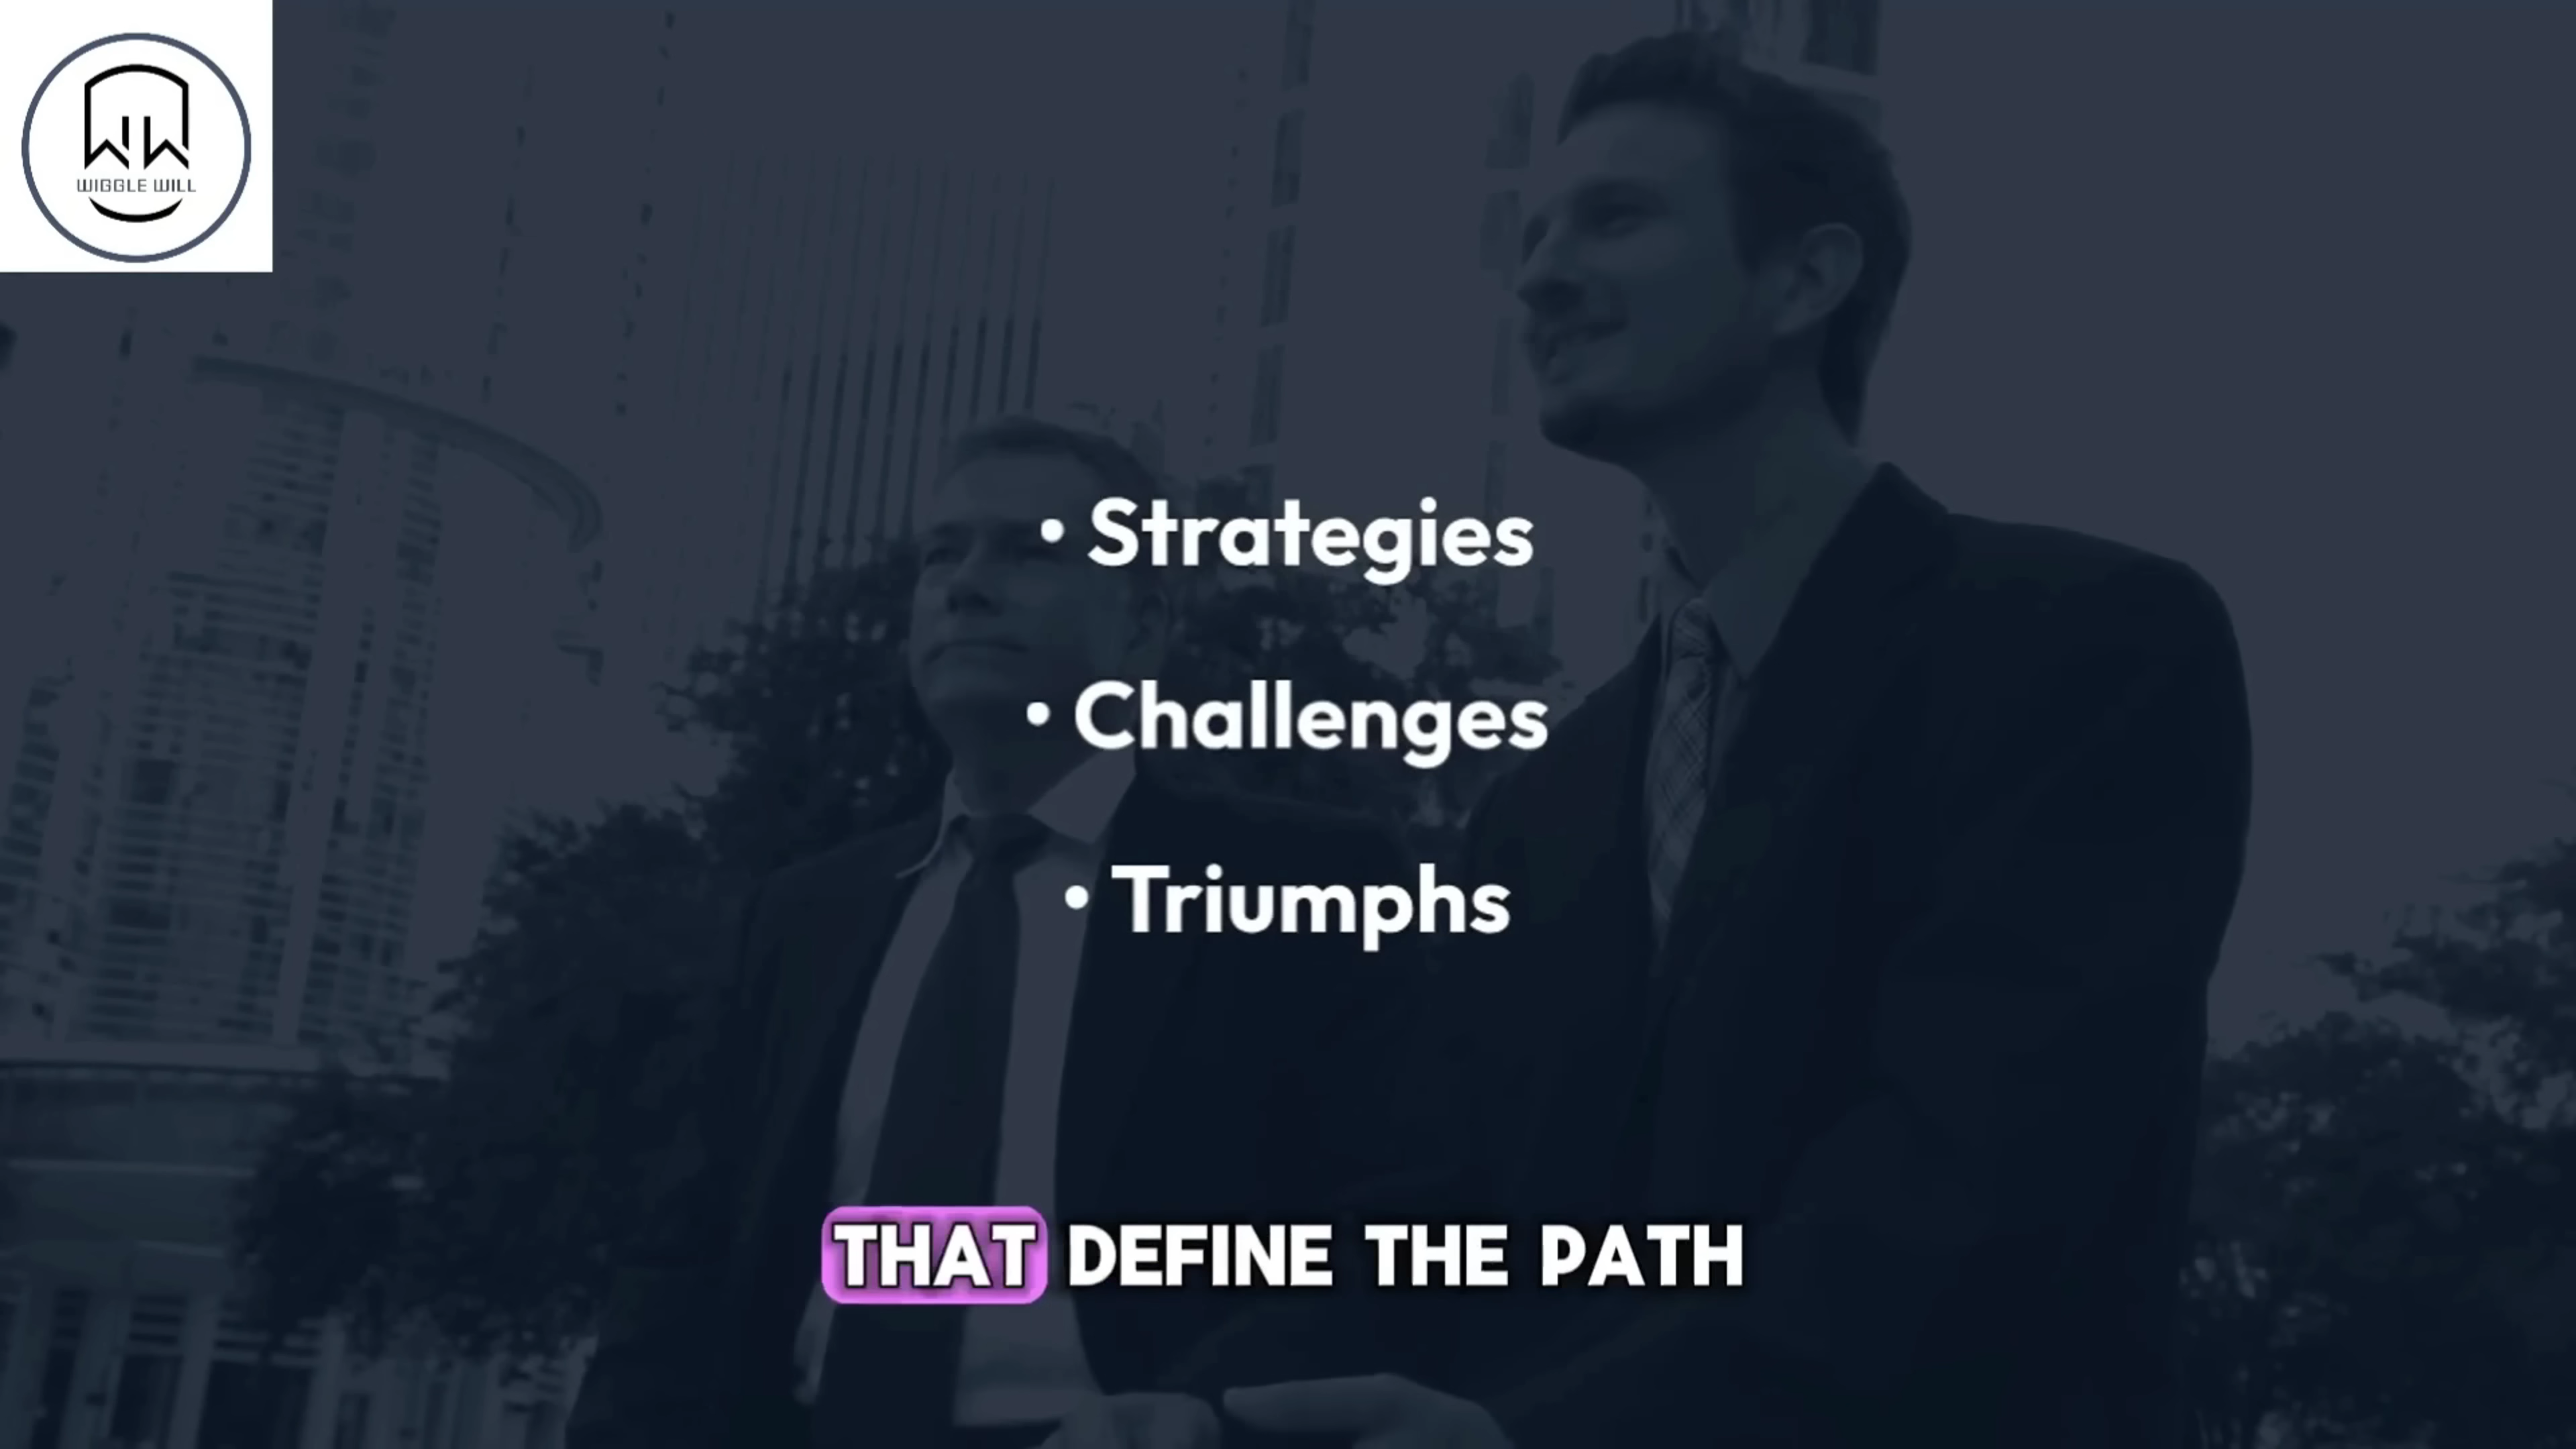 WIGGLE WILL
• Strategies
• Challenges
• Triumphs
THAT DEFINE THE PATH